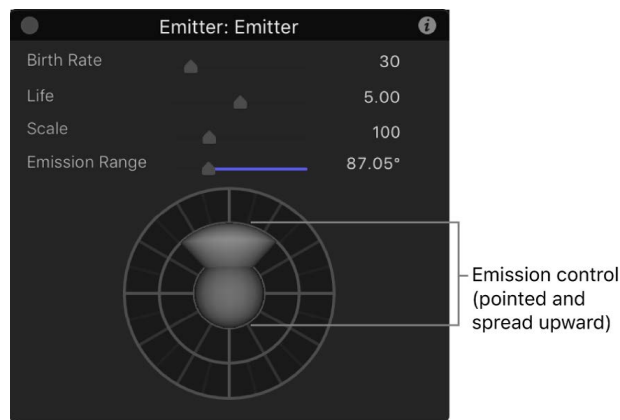 Emitter: Emitter
Birth Rate 30
Life 5.00
Scale 100
Emission Range 87.05°
Emission control
(pointed and
spread upward)